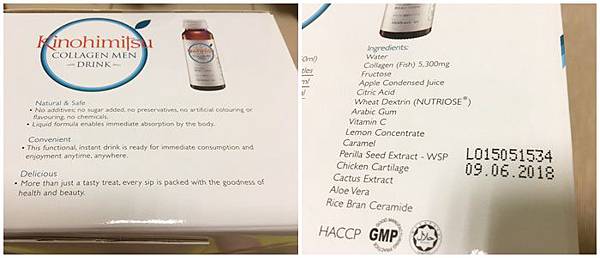 Kinohimitsu
COLLAGEN MEN
DRINK
Natural & Safe
• No additives; no sugar added, no preservatives, no artificial colouring or
flavouring, no chemicals.
• Liquid formula enables immediate absorption by the body.
Convenient
• This functional, instant drink is ready for immediate consumption and
enjoyment anytime, anywhere.
Delicious
• More than just a tasty treat, every sip is packed with the goodness of
health and beauty.
Ingredients:
Water
Collagen (Fish) 5,300mg
Fructose
Apple Condensed Juice
Citric Acid
Wheat Dextrin (NUTRIOSE®)
Arabic Gum
Vitamin C
Lemon Concentrate
Caramel
Perilla Seed Extract - WSP
Chicken Cartilage
Cactus Extract
Aloe Vera
Rice Bran Ceramide
L015051534
09.06.2018
HACCP
GMP